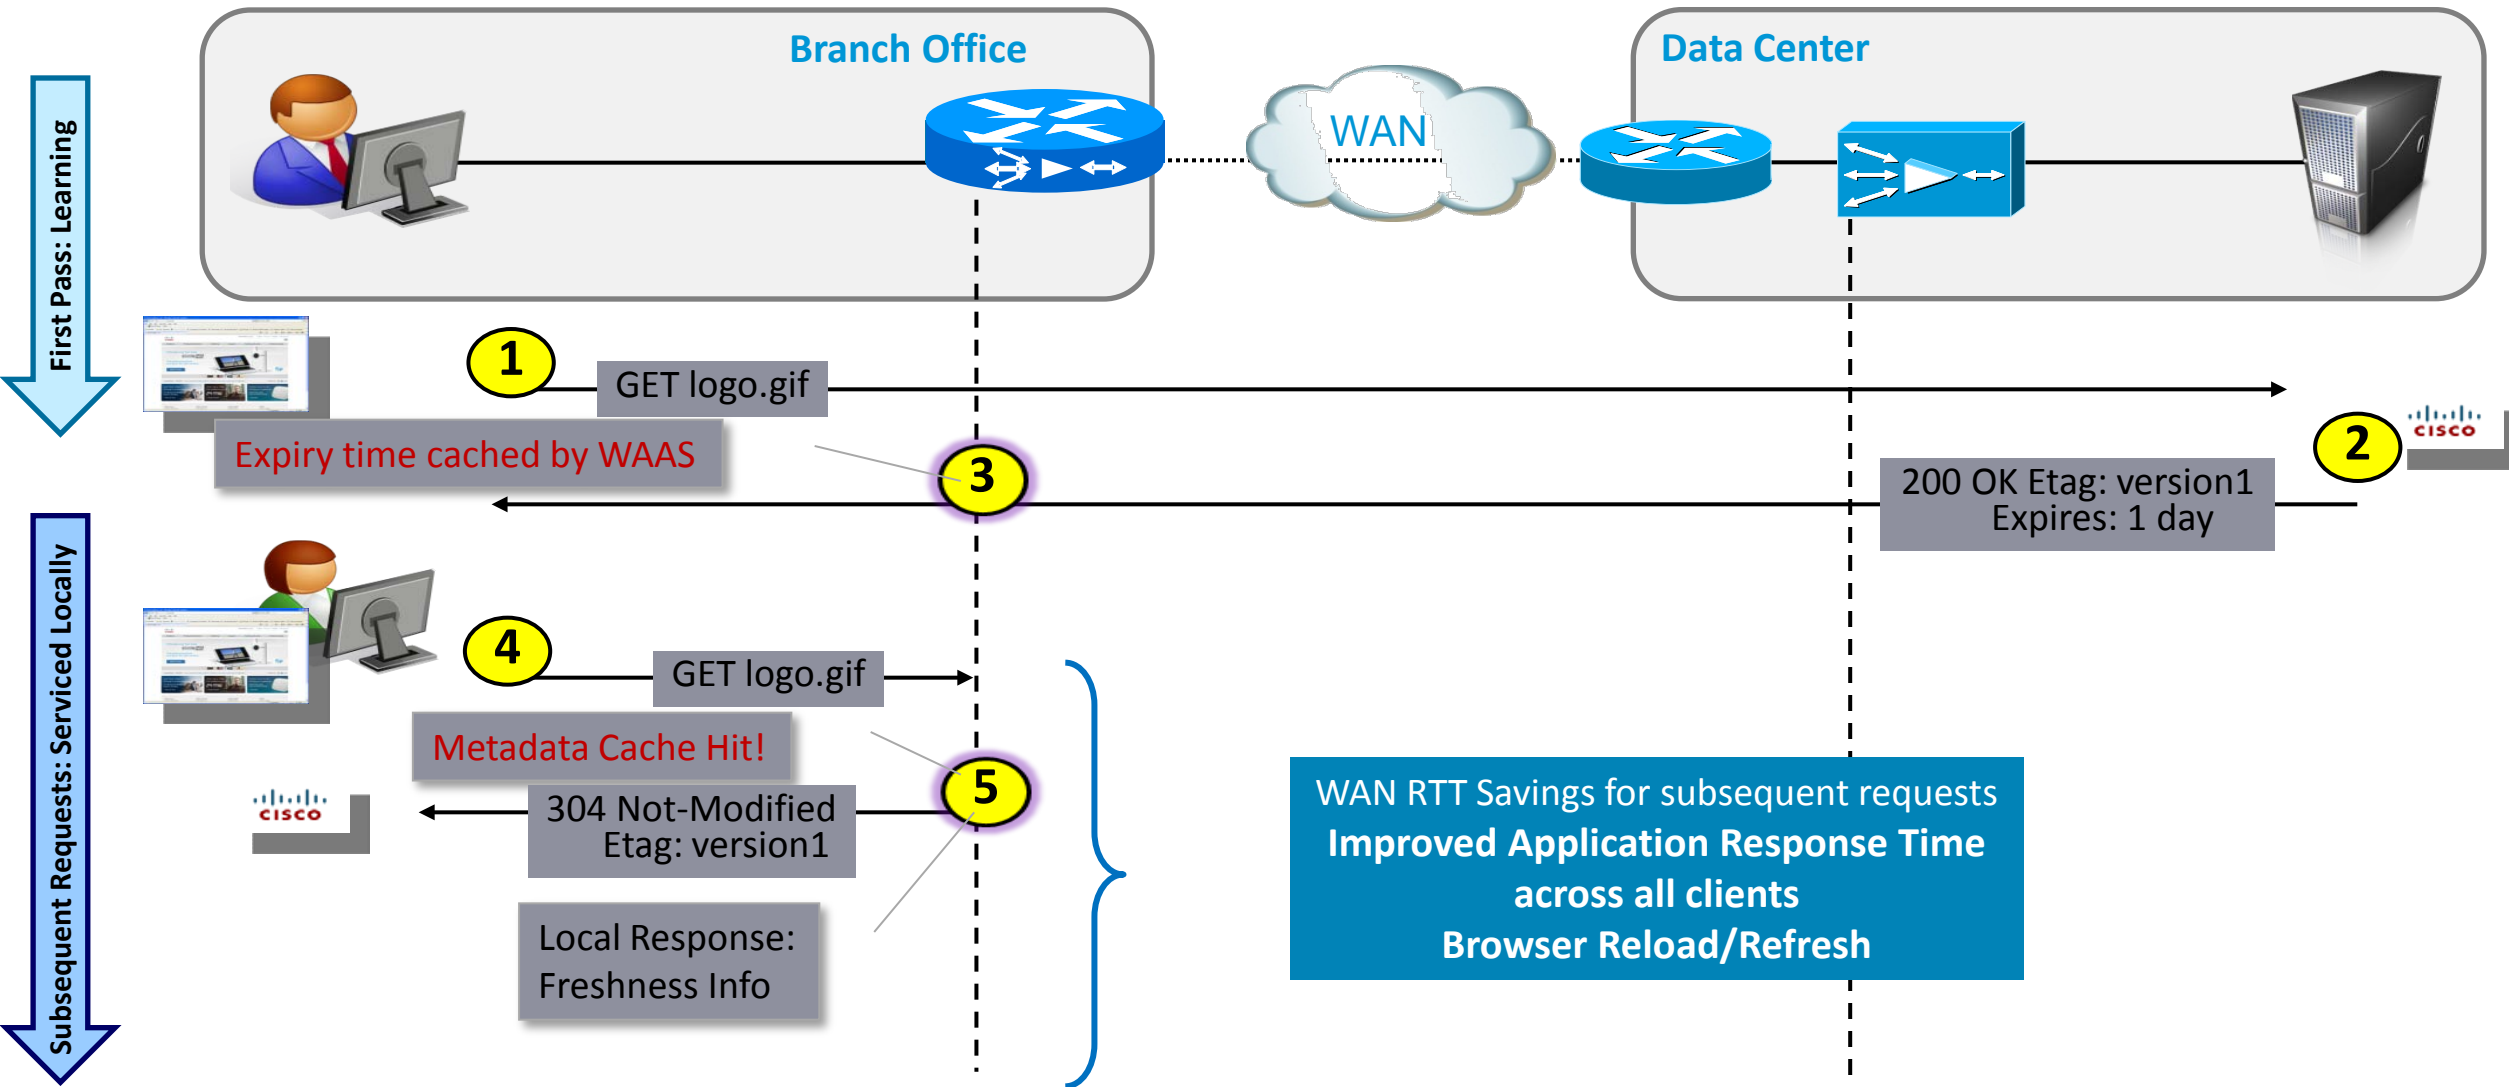 Branch Office
Data Center
WAN
First Pass: Learning
1
GET logo.gif
Expiry time cached by WAAS
3
2
CISCO
200 OK Etag: version1
Expires: 1 day
Subsequent Requests: Serviced Locally
4
GET logo.gif
Metadata Cache Hit!
5
CISCO
304 Not-Modified
Etag: version1
Local Response:
Freshness Info
WAN RTT Savings for subsequent requests
Improved Application Response Time
across all clients
Browser Reload/Refresh